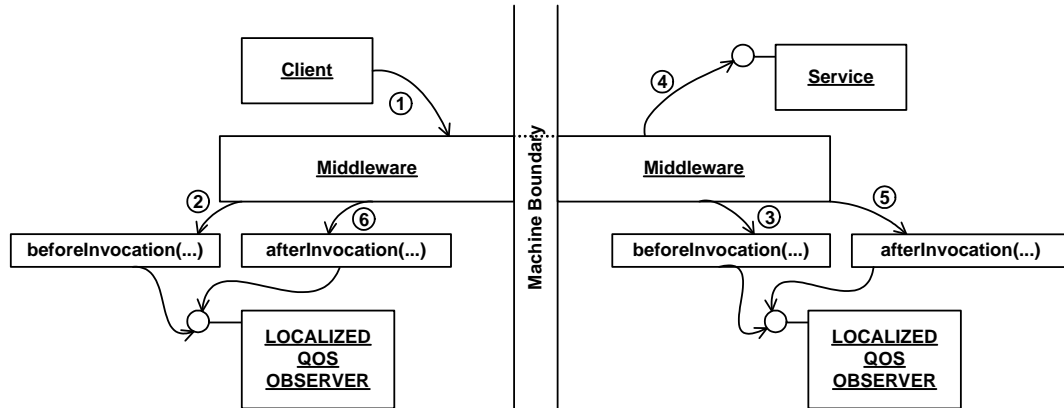 Client
1
4
Service
Middleware
Machine Boundary
Middleware
2
6
3
5
beforeInvocation(...)
afterInvocation(...)
beforeInvocation(...)
afterInvocation(...)
LOCALIZED
QOS
OBSERVER
LOCALIZED
QOS
OBSERVER